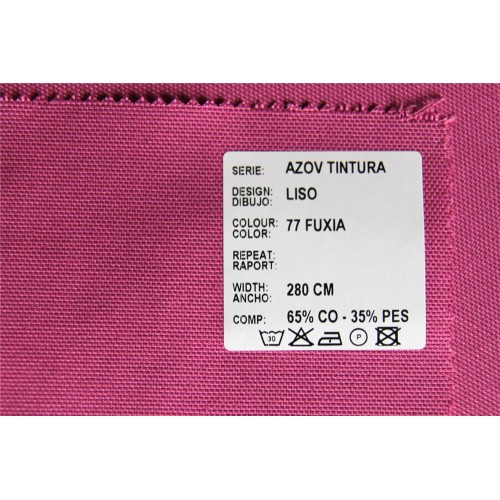 SERIE: AZOV TINTURA
DESIGN: LISO
DIBUJO:
COLOUR: 77 FUXIA
COLOR:
REPEAT:
RAPORT:
WIDTH: 280 CM
ANCHO:
COMP: 65% CO - 35% PES
30 P